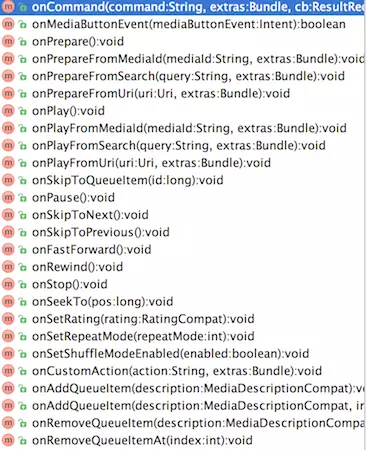 onCommand(command:String, extras:Bundle, cb:ResultRec
onMediaButtonEvent(mediaButtonEvent:Intent):boolean
onPrepare():void
onPrepareFromMediaId(mediaId:String, extras:Bundle):void
onPrepareFromSearch(query:String, extras:Bundle):void
onPrepareFromUri(uri:Uri, extras:Bundle):void
onPlay():void
onPlayFromMediaId(mediaId:String, extras:Bundle):void
onPlayFromSearch(query:String, extras:Bundle):void
onPlayFromUri(uri:Uri, extras:Bundle):void
onSkipToQueueItem(id:long):void
onPause():void
onSkipToNext():void
onSkipToPrevious():void
onFastForward():void
onRewind():void
onStop():void
onSeekTo(pos:long):void
onSetRating(rating:RatingCompat):void
onSetRepeatMode(repeatMode:int):void
onSetShuffleModeEnabled(enabled:boolean):void
onCustomAction(action:String, extras:Bundle):void
onAddQueueItem(description:MediaDescriptionCompat):v
onAddQueueItem(description:MediaDescriptionCompat, in
onRemoveQueueItem(description:MediaDescriptionCompa
onRemoveQueueItemAt(index:int):void